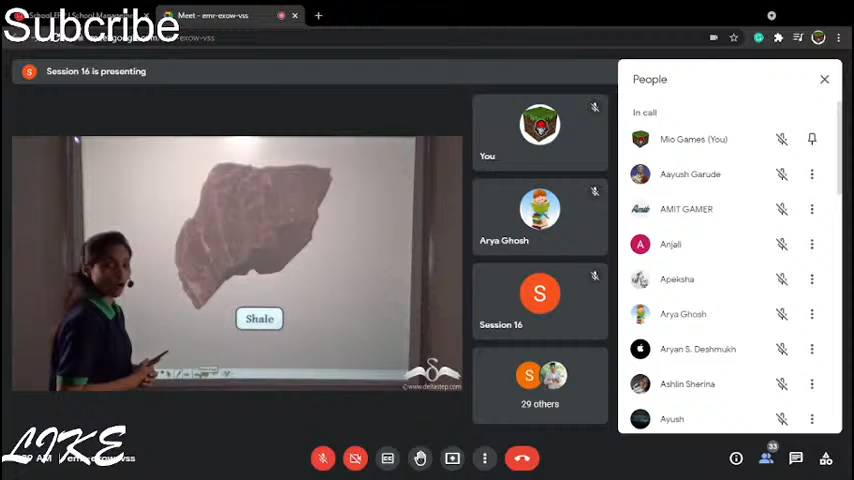 Subcribe
Meet - emr-exow-vss
Session 16 is presenting
People
In call
Mio Games (You)
Aayush Garude
AMIT GAMER
Anjali
Apeksha
Arya Ghosh
Aryan S. Deshmukh
Ashlin Sherina
Ayush
You
Arya Ghosh
S
Session 16
29 others
Shale
©www.deltastep.com
LIKE
33